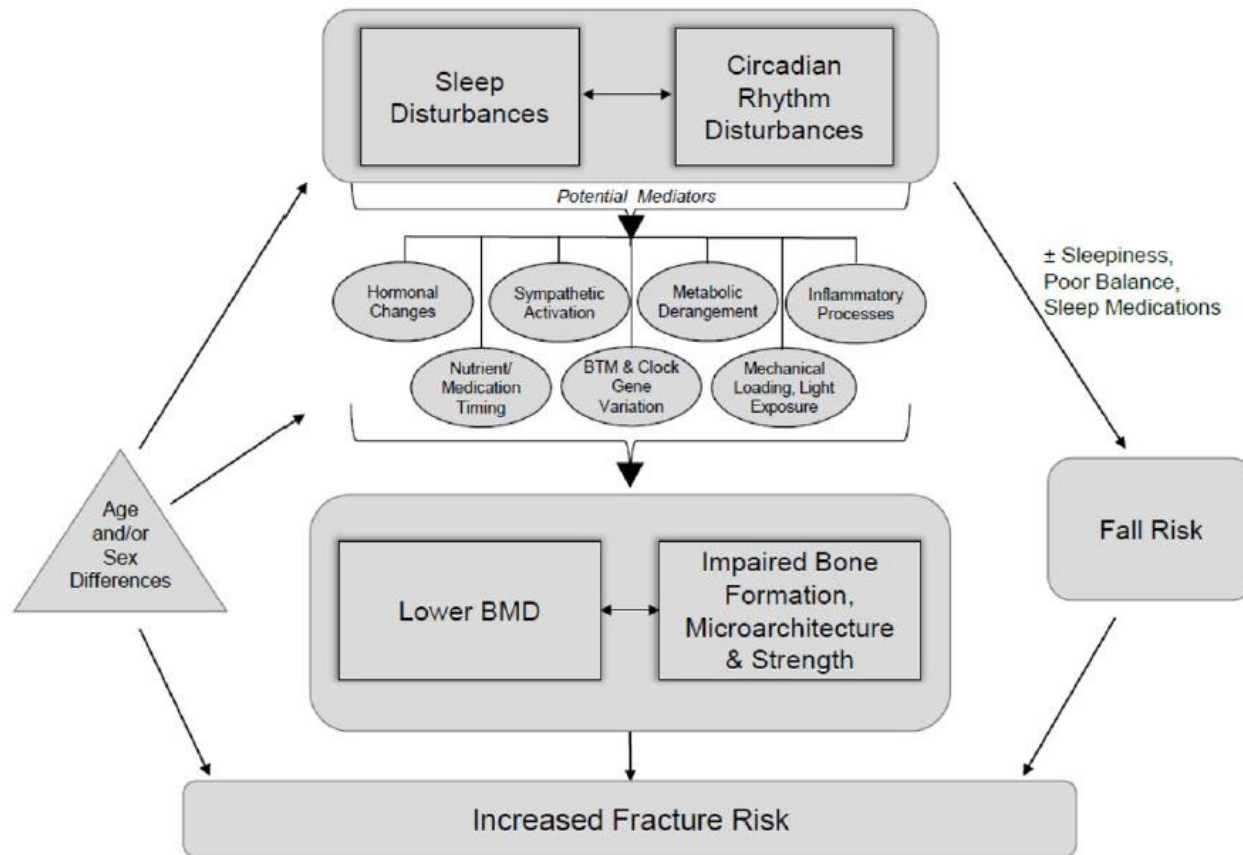 Sleep
Disturbances
Circadian
Rhythm
Disturbances
Potential Mediators
Hormonal
Changes
Sympathetic
Activation
Metabolic
Derangement
Inflammatory
Processes
Nutrient/
Medication
Timing
BTM & Clock
Gene
Variation
Mechanical
Loading, Light
Exposure
± Sleepiness,
Poor Balance,
Sleep Medications
Age
and/or
Sex
Differences
Fall Risk
Lower BMD
Impaired Bone
Formation,
Microarchitecture
& Strength
Increased Fracture Risk